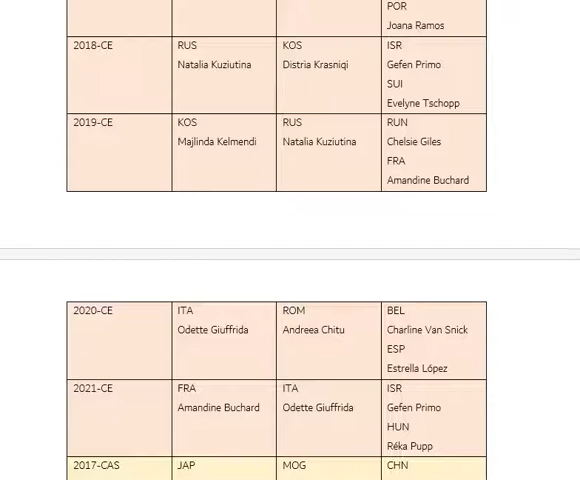 POR
Joana Ramos
2018-CE RUS KOS ISR
Natalia Kuziutina Distria Krasniqi Gefen Primo
SUI
Evelyne Tschopp
2019-CE KOS RUS RUN
Majlinda Kelmendi Natalia Kuziutina Chelsie Giles
FRA
Amandine Buchard
2020-CE ITA ROM BEL
Odette Giuffrida Andreea Chitu Charline Van Snick
ESP
Estrella López
2021-CE FRA ITA ISR
Amandine Buchard Odette Giuffrida Gefen Primo
HUN
Réka Pupp
2017-CAS JAP MOG CHN